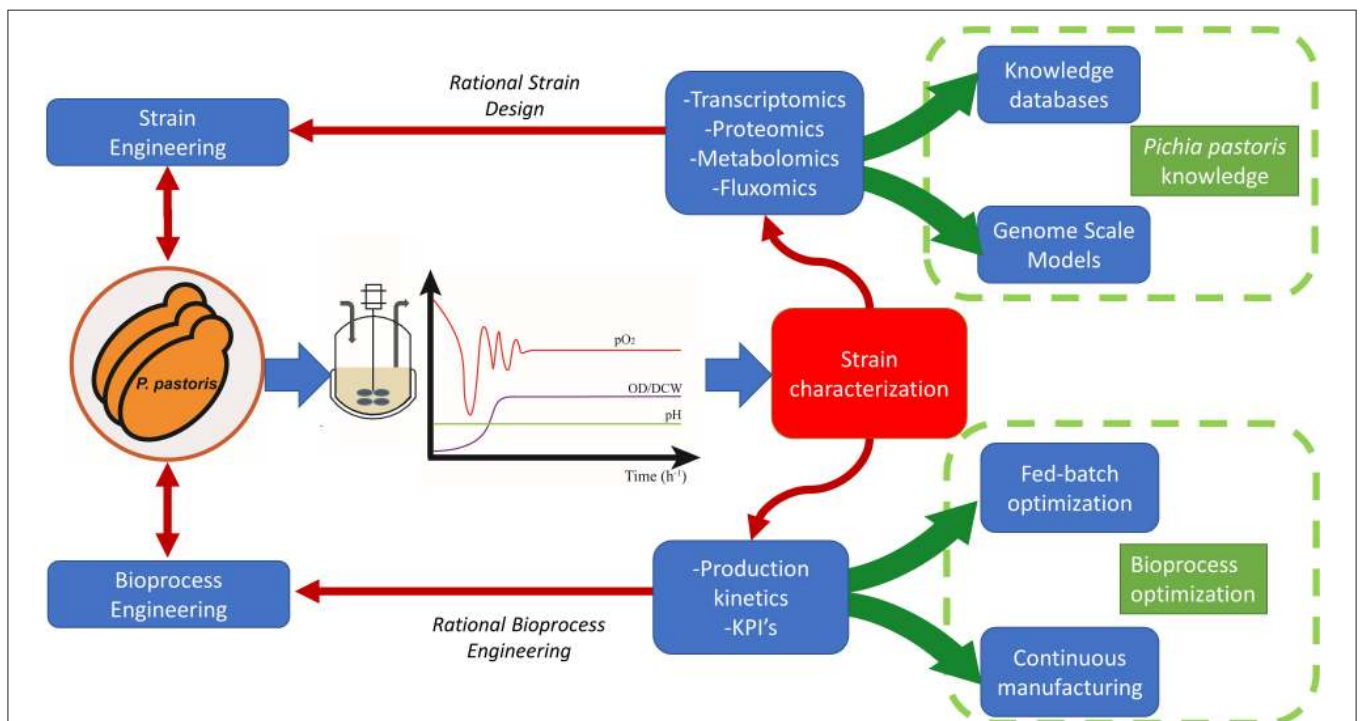 Rational Strain
Design
Strain
Engineering
-Transcriptomics
-Proteomics
-Metabolomics
-Fluxomics
Knowledge
databases
Pichia pastoris
knowledge
Genome Scale
Models
P. pastoris
pO₂
OD/DCW
pH
Time (h⁻¹)
Strain
characterization
Bioprocess
Engineering
Rational Bioprocess
Engineering
-Production
kinetics
-KPI's
Fed-batch
optimization
Bioprocess
optimization
Continuous
manufacturing